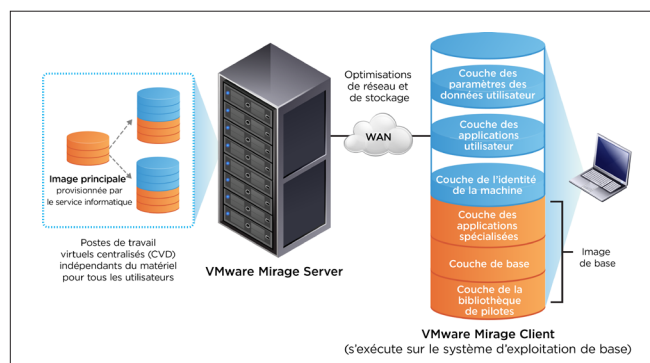 Image principale
provisionnée par
le service informatique
Postes de travail
virtuels centralisés (CVD)
indépendants du matériel
pour tous les utilisateurs
VMware Mirage Server
Optimisations
de réseau et
de stockage
WAN
Couche des
paramètres des
données utilisateur
Couche des
applications
utilisateur
Couche de l'identité
de la machine
Couche des
applications
spécialisées
Couche de base
Couche de la
bibliothèque
de pilotes
Image
de base
VMware Mirage Client
(s'exécute sur le système d'exploitation de base)